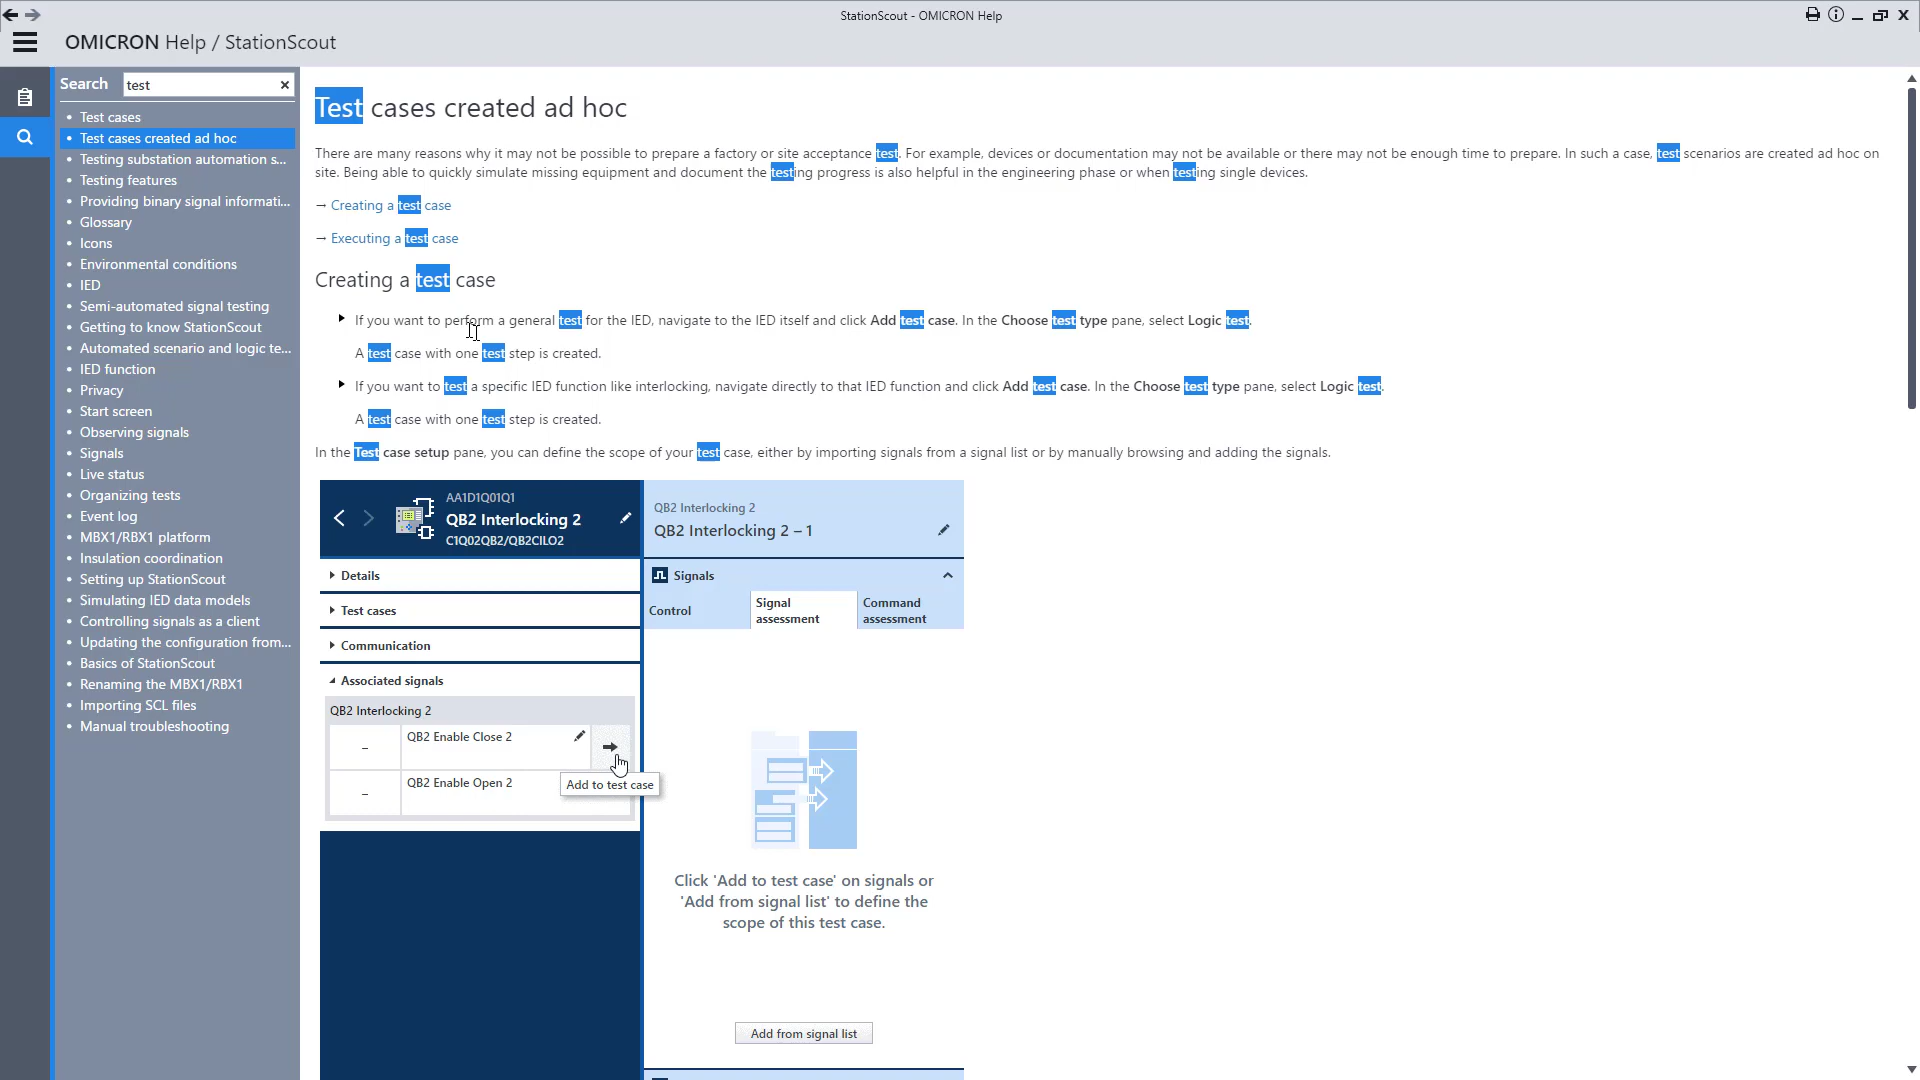 StationScout - OMICRON Help
OMICRON Help / StationScout
Search
test
• Test cases
• Test cases created ad hoc
• Testing substation automation s...
• Testing features
• Providing binary signal informati...
• Glossary
• Icons
• Environmental conditions
• IED
• Semi-automated signal testing
• Getting to know StationScout
• Automated scenario and logic te...
• IED function
• Privacy
• Start screen
• Observing signals
• Signals
• Live status
• Organizing tests
• Event log
• MBX1/RBX1 platform
• Insulation coordination
• Setting up StationScout
• Simulating IED data models
• Controlling signals as a client
• Updating the configuration from...
• Basics of StationScout
• Renaming the MBX1/RBX1
• Importing SCL files
• Manual troubleshooting
Test cases created ad hoc
There are many reasons why it may not be possible to prepare a factory or site acceptance test. For example, devices or documentation may not be available or there may not be enough time to prepare. In such a case, test scenarios are created ad hoc on
site. Being able to quickly simulate missing equipment and document the testing progress is also helpful in the engineering phase or when testing single devices.
→ Creating a test case
→ Executing a test case
Creating a test case
If you want to perform a general test for the IED, navigate to the IED itself and click Add test case. In the Choose test type pane, select Logic test.
A test case with one test step is created.
If you want to test a specific IED function like interlocking, navigate directly to that IED function and click Add test case. In the Choose test type pane, select Logic test.
A test case with one test step is created.
In the Test case setup pane, you can define the scope of your test case, either by importing signals from a signal list or by manually browsing and adding the signals.
AA1D1Q01Q1
QB2 Interlocking 2
C1Q02QB2/QB2CILO2
Details
Test cases
Communication
Associated signals
QB2 Interlocking 2
– QB2 Enable Close 2
– QB2 Enable Open 2
Add to test case
QB2 Interlocking 2
QB2 Interlocking 2 – 1
Signals
Control
Signal
assessment
Command
assessment
Click 'Add to test case' on signals or
'Add from signal list' to define the
scope of this test case.
Add from signal list